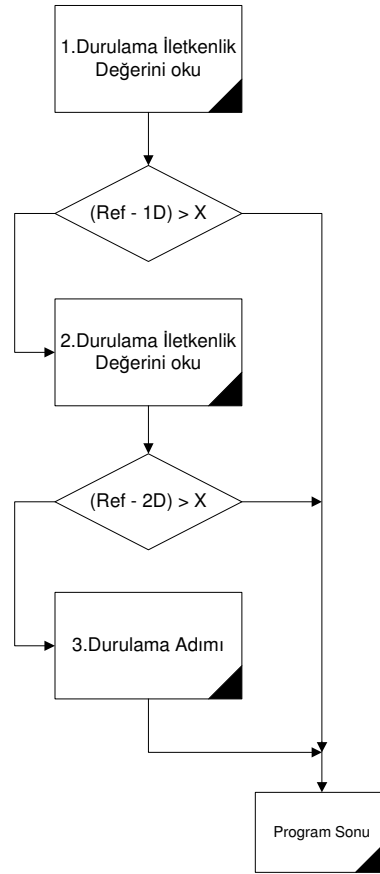 1.Durulama İletkenlik
Değerini oku
(Ref - 1D) > X
2.Durulama İletkenlik
Değerini oku
(Ref - 2D) > X
3.Durulama Adımı
Program Sonu